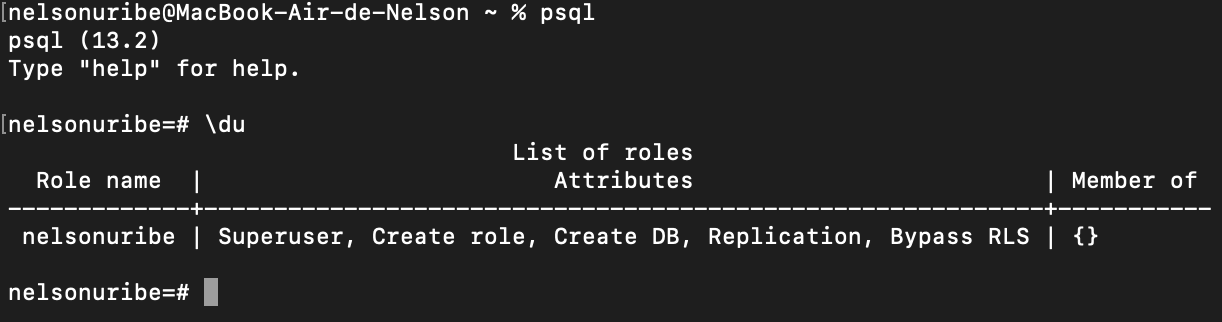 [nelsonuribe@MacBook-Air-de-Nelson ~ % psql
psql (13.2)
Type "help" for help.
[nelsonuribe=# \du
List of roles
Role name | Attributes | Member of
-------------+------------------------------------------------------------+-----------
nelsonuribe | Superuser, Create role, Create DB, Replication, Bypass RLS | {}
nelsonuribe=#